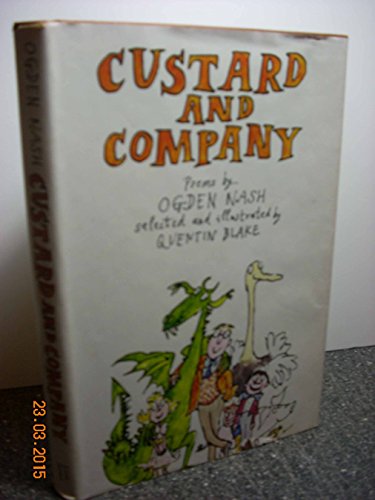 CUSTARD
AND
COMPANY
Poems by
OGDEN NASH
selected and illustrated by
QUENTIN BLAKE
OGDEN NASH CUSTARD AND COMPANY
23.03.2015